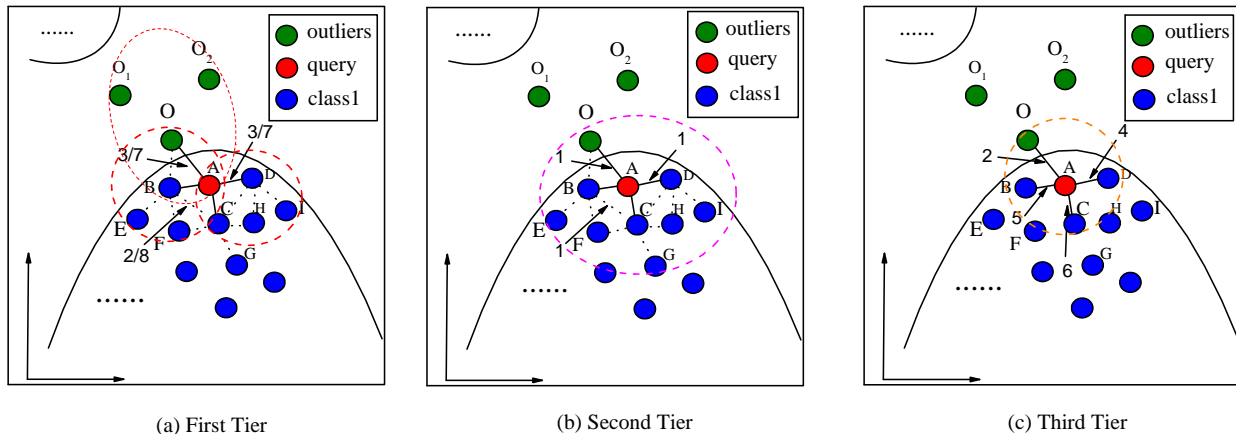 ......
outliers
query
class1
O₁
O₂
O
3/7
3/7
A
B
D
C
H
I
E
F
2/8
G
......
(a) First Tier
......
outliers
query
class1
O₁
O₂
O
1
1
A
B
D
C
H
I
E
F
1
G
......
(b) Second Tier
......
outliers
query
class1
O₁
O₂
O
4
2
A
B
D
5
C
H
I
E
F
6
G
......
(c) Third Tier